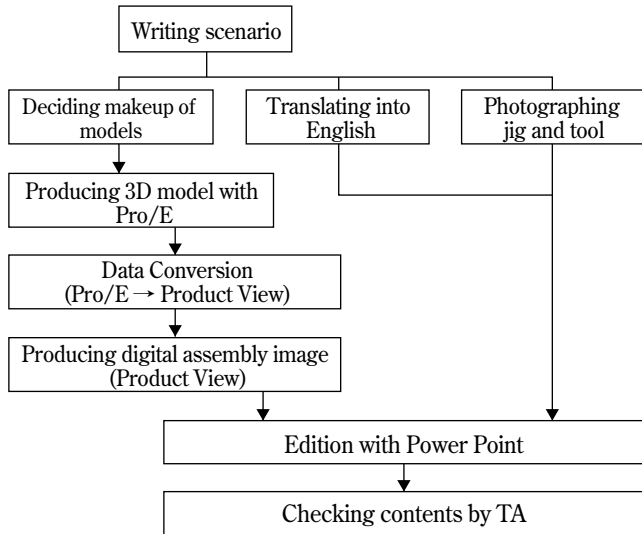 Writing scenario
Deciding makeup of
models
Translating into
English
Photographing
jig and tool
Producing 3D model with
Pro/E
Data Conversion
(Pro/E → Product View)
Producing digital assembly image
(Product View)
Edition with Power Point
Checking contents by TA